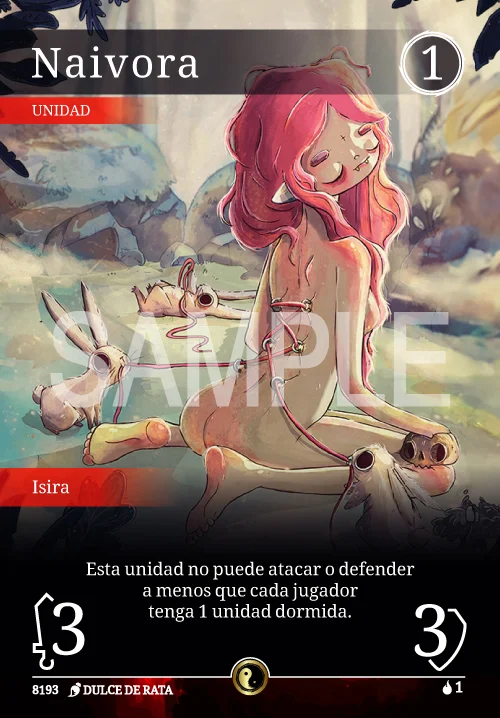 Naivora
1
UNIDAD
SAMPLE
Isira
Esta unidad no puede atacar o defender
a menos que cada jugador
tenga 1 unidad dormida.
3
3
8193 DULCE DE RATA
1